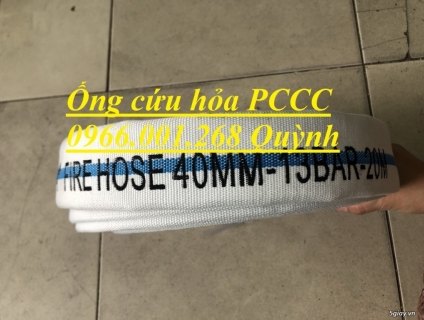 Ống cứu hỏa PCCC
0966.001.268 Quỳnh
FIRE HOSE 40MM-13BAR-20M
5giay.vn